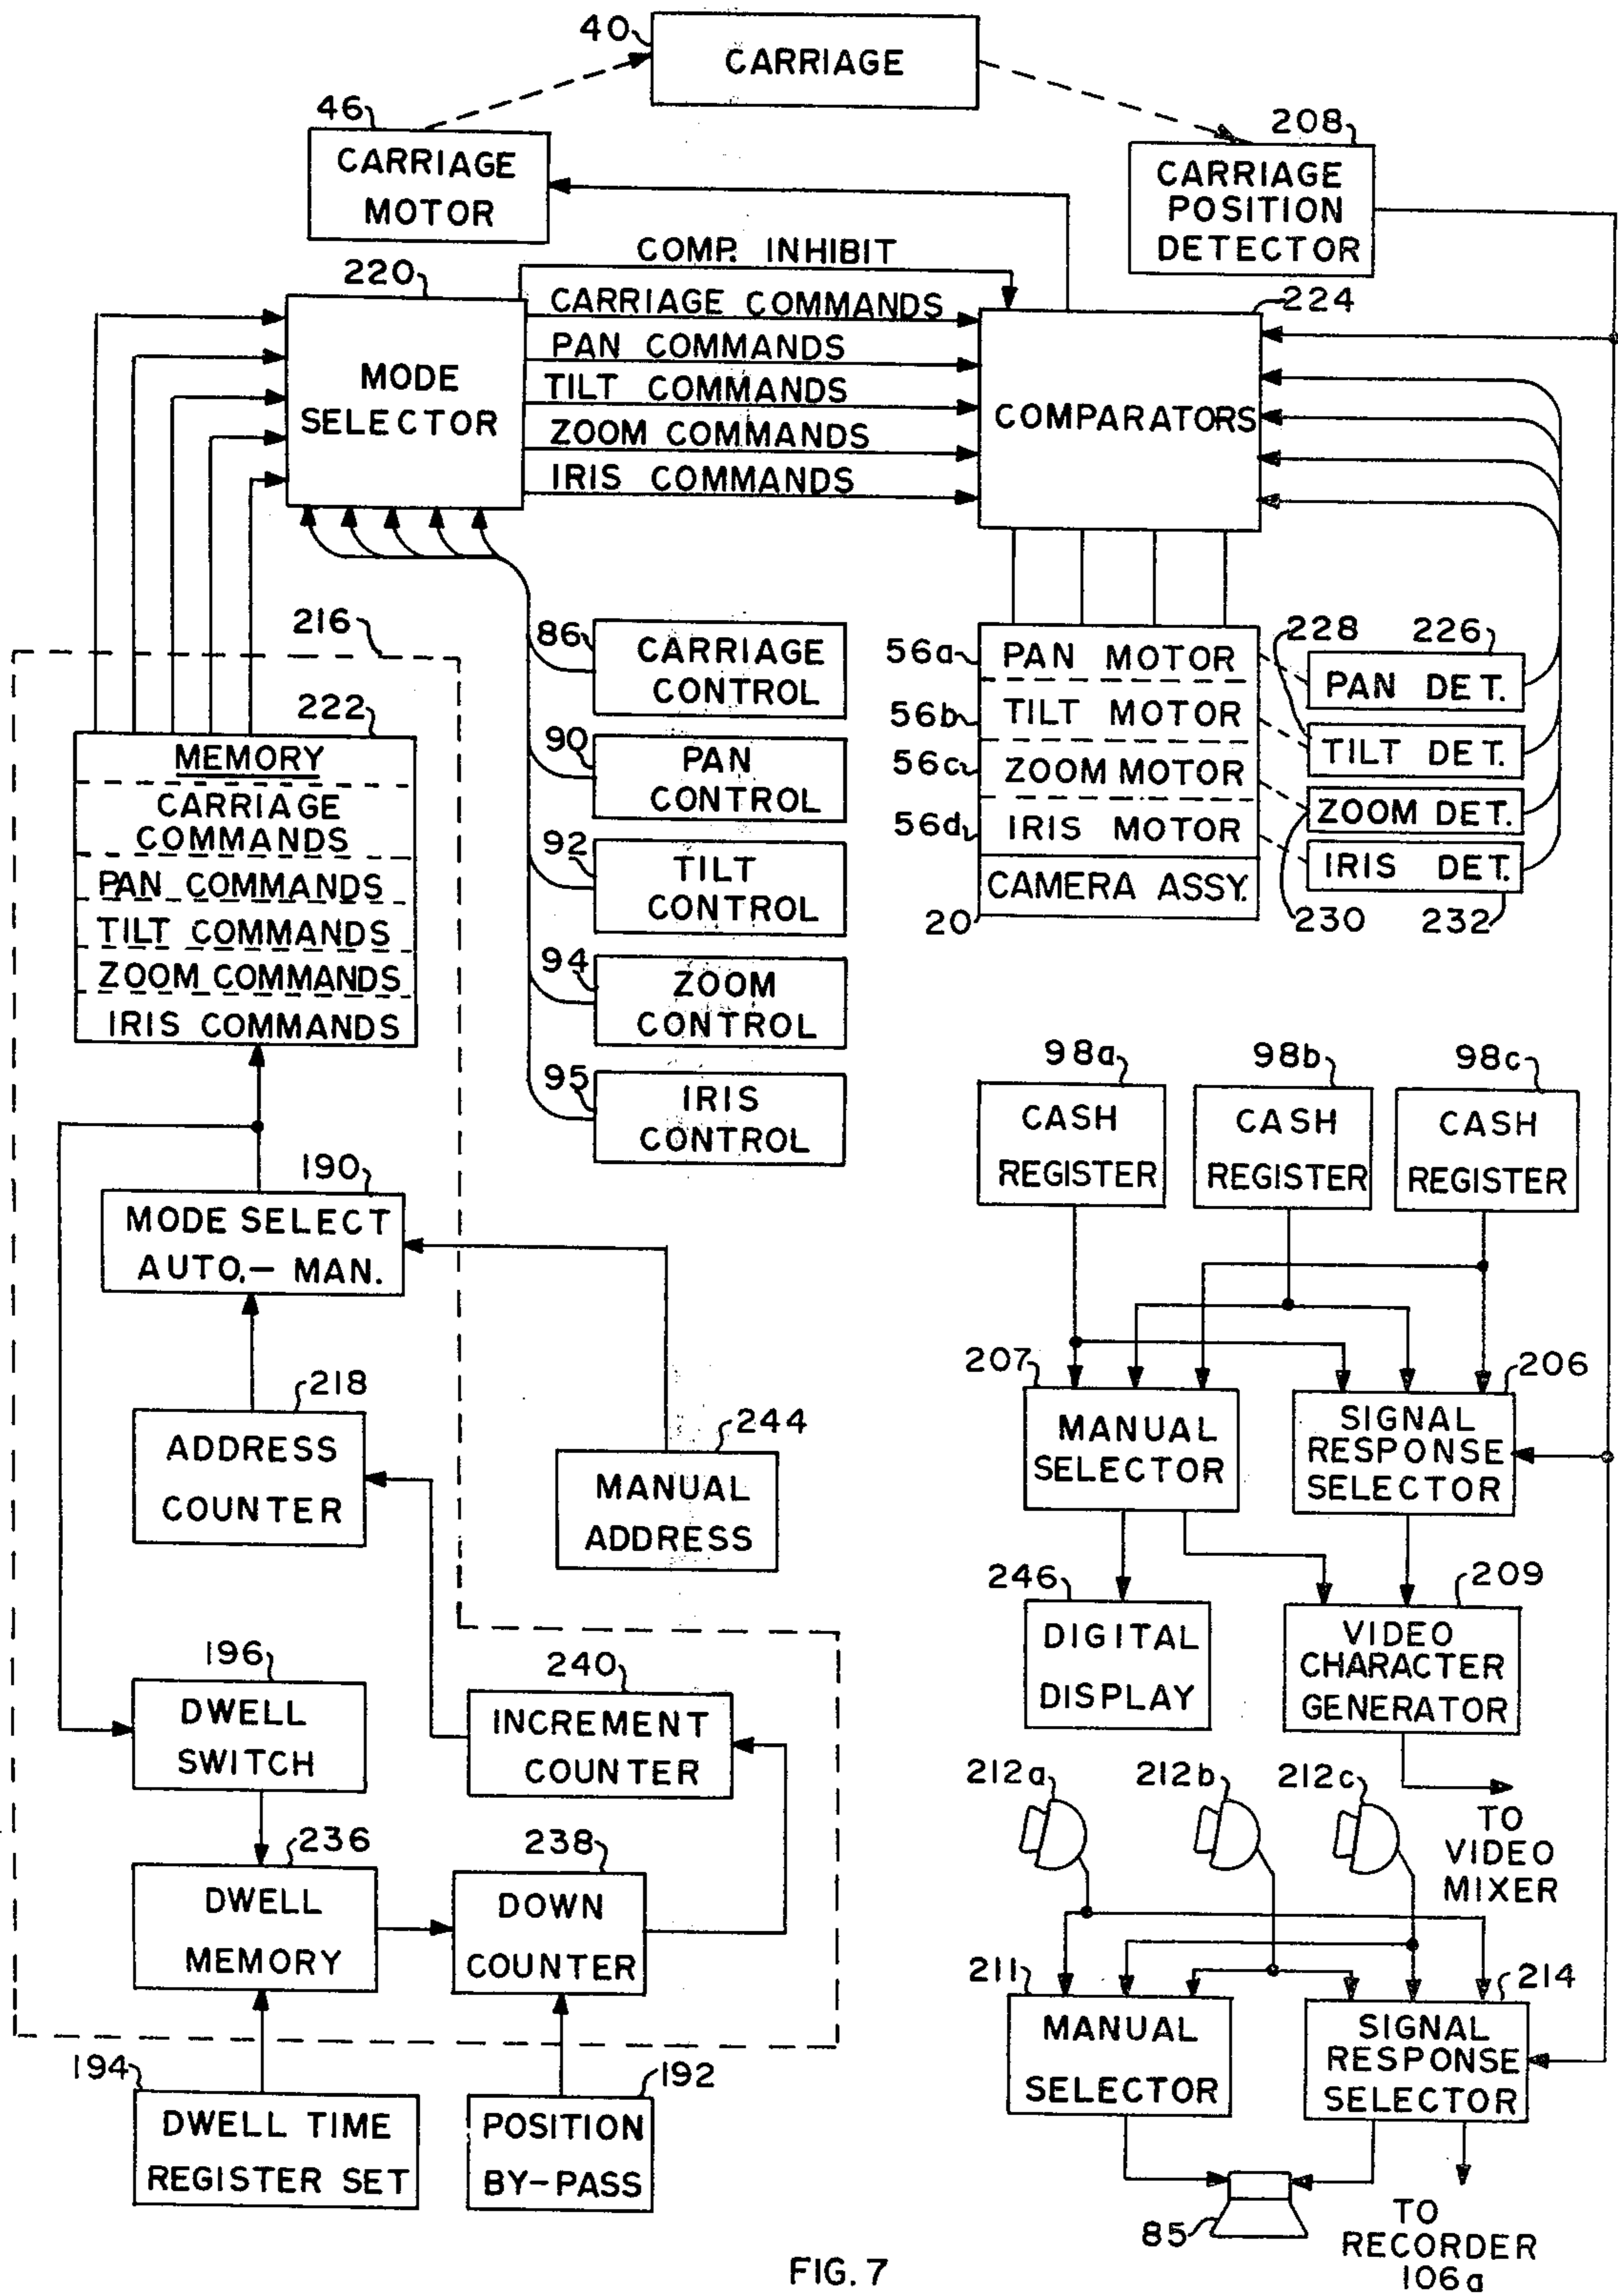 40
CARRIAGE
46
CARRIAGE
MOTOR
208
CARRIAGE
POSITION
DETECTOR
COMP. INHIBIT
220
CARRIAGE COMMANDS
224
PAN COMMANDS
MODE
SELECTOR
TILT COMMANDS
COMPARATORS
ZOOM COMMANDS
IRIS COMMANDS
216
86
CARRIAGE
CONTROL
56a
PAN MOTOR
228
226
PAN DET.
222
MEMORY
CARRIAGE
COMMANDS
PAN COMMANDS
TILT COMMANDS
ZOOM COMMANDS
IRIS COMMANDS
90
PAN
CONTROL
56b
TILT MOTOR
TILT DET.
56c
ZOOM MOTOR
ZOOM DET.
92
TILT
CONTROL
56d
IRIS MOTOR
IRIS DET.
CAMERA ASSY.
20
230
232
94
ZOOM
CONTROL
95
IRIS
CONTROL
98a
CASH
REGISTER
98b
CASH
REGISTER
98c
CASH
REGISTER
190
MODE SELECT
AUTO.- MAN.
218
ADDRESS
COUNTER
244
MANUAL
ADDRESS
207
MANUAL
SELECTOR
206
SIGNAL
RESPONSE
SELECTOR
246
DIGITAL
DISPLAY
209
VIDEO
CHARACTER
GENERATOR
196
DWELL
SWITCH
240
INCREMENT
COUNTER
212a
212b
212c
TO
VIDEO
MIXER
236
DWELL
MEMORY
238
DOWN
COUNTER
211
MANUAL
SELECTOR
214
SIGNAL
RESPONSE
SELECTOR
194
DWELL TIME
REGISTER SET
192
POSITION
BY-PASS
85
TO
RECORDER
106a
FIG. 7